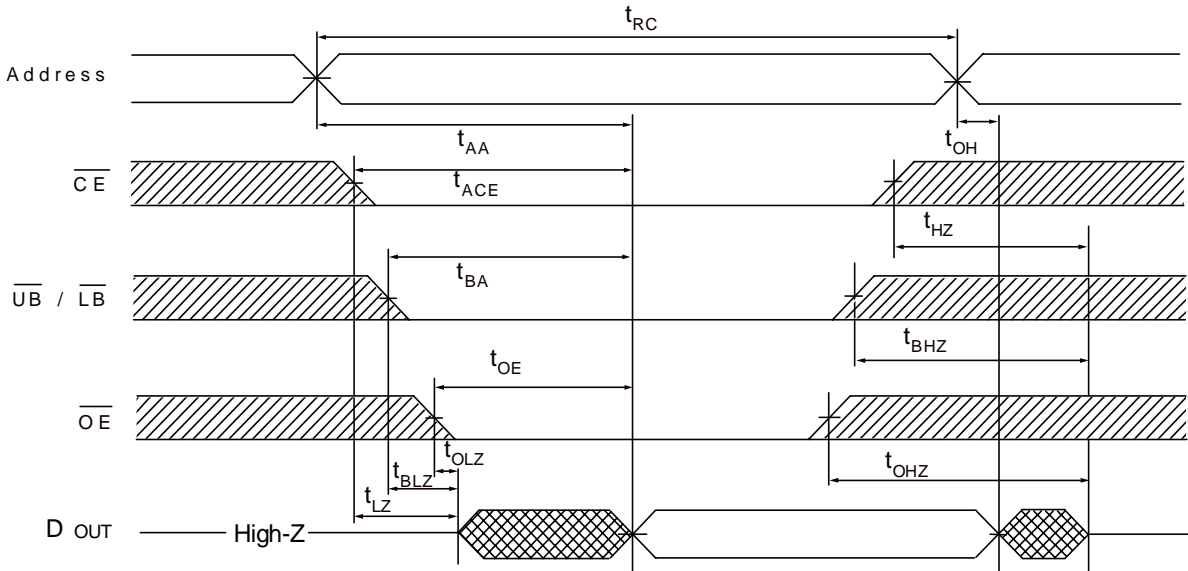 tRC
Address
tAA
tOH
CE
tACE
tHZ
UB / LB
tBA
tBHZ
tOE
OE
tOLZ
tBLZ
tOHZ
tLZ
D OUT
High-Z